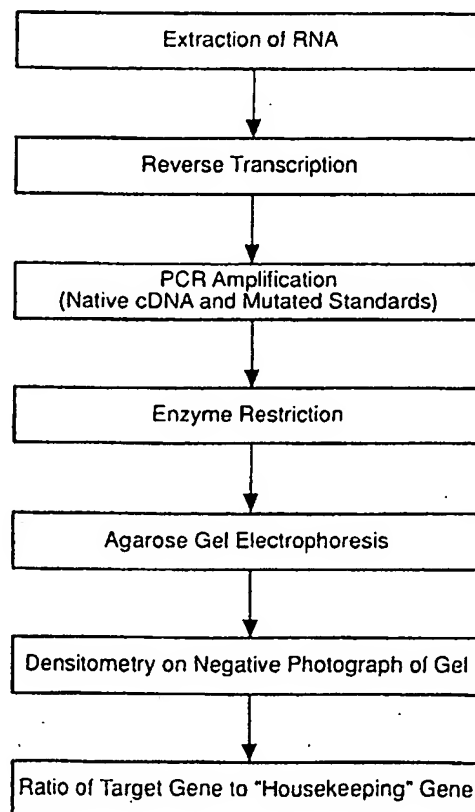 Extraction of RNA
Reverse Transcription
PCR Amplification
(Native cDNA and Mutated Standards)
Enzyme Restriction
Agarose Gel Electrophoresis
Densitometry on Negative Photograph of Gel
Ratio of Target Gene to "Housekeeping" Gene